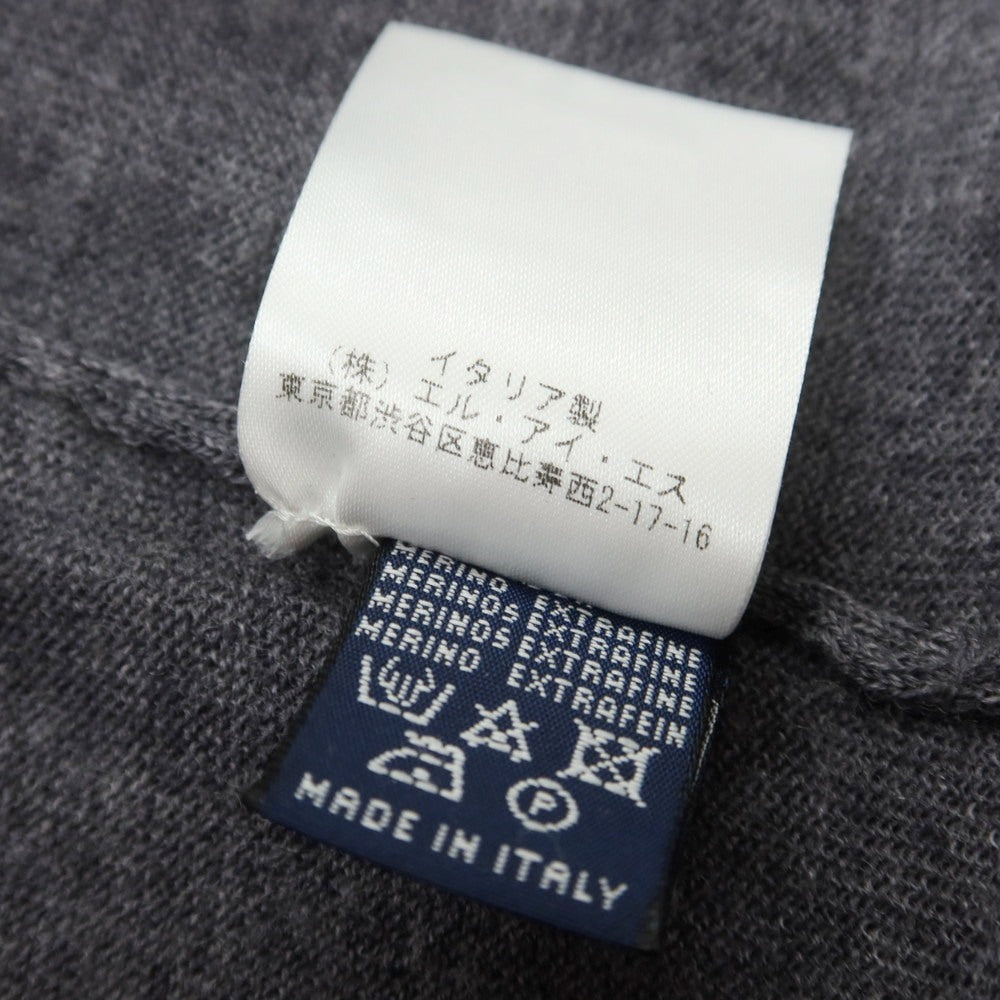 イタリア製
(株) エル・アイ・エス
東京都渋谷区恵比寿西2-17-16
MERINO EXTRAFINE
MERINOS EXTRAFINE
MERINOS EXTRAFINE
MERINO EXTRAFEIN
P
MADE IN ITALY